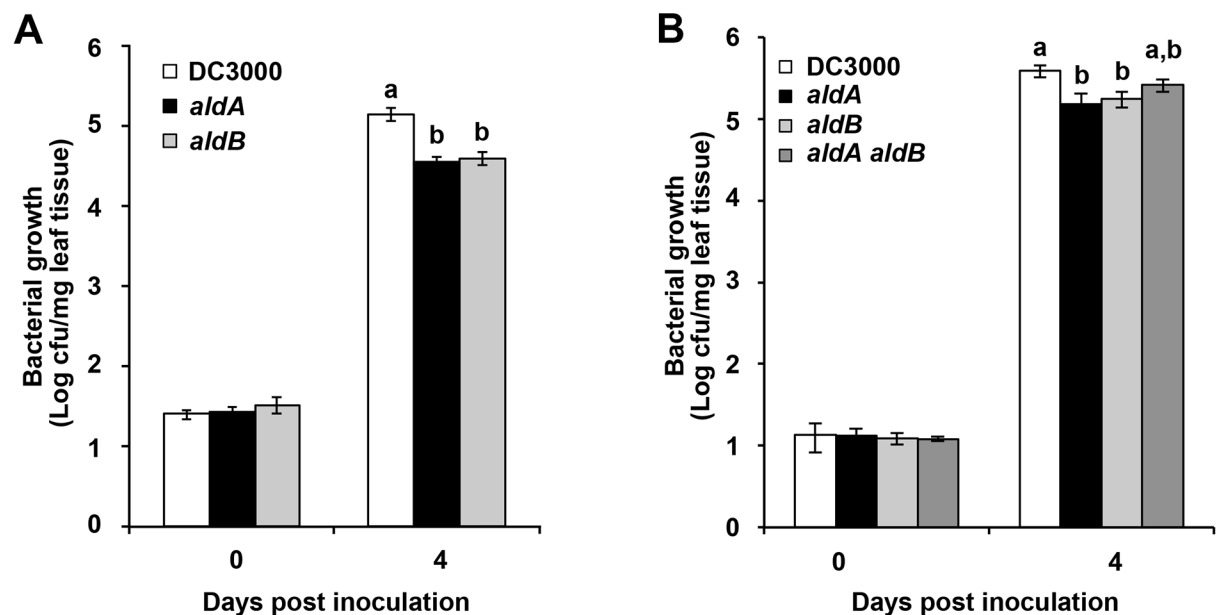 A
Bacterial growth
(Log cfu/mg leaf tissue)
6
5
4
3
2
1
0
DC3000
aldA
aldB
a
b
b
0
4
Days post inoculation
B
Bacterial growth
(Log cfu/mg leaf tissue)
6
5
4
3
2
1
0
DC3000
aldA
aldB
aldA aldB
a
b
b
a,b
0
4
Days post inoculation